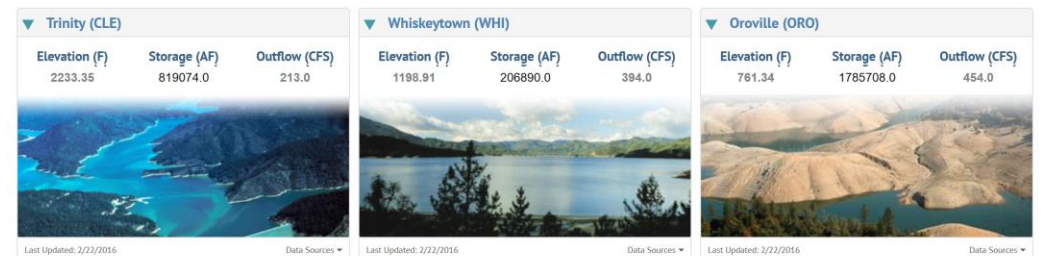 Trinity (CLE)
Elevation (F) Storage (AF) Outflow (CFS)
2233.35 819074.0 213.0
Last Updated: 2/22/2016 Data Sources
Whiskeytown (WHI)
Elevation (F) Storage (AF) Outflow (CFS)
1198.91 206890.0 394.0
Last Updated: 2/22/2016 Data Sources
Oroville (ORO)
Elevation (F) Storage (AF) Outflow (CFS)
761.34 1785708.0 454.0
Last Updated: 2/22/2016 Data Sources